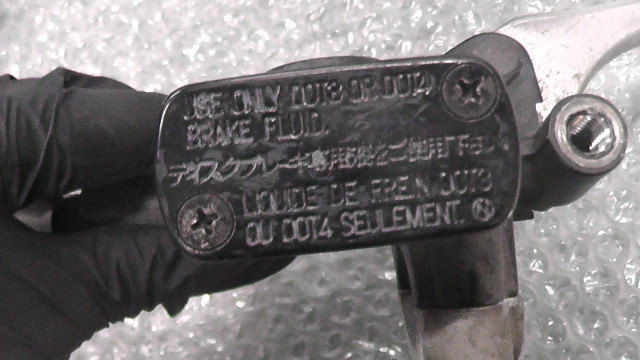 USE ONLY DOT3 OR DOT4
BRAKE FLUID.
ディスクブレーキ専用液をご使用下さい
LIQUIDE DE FREIN DOT3
OU DOT4 SEULEMENT.